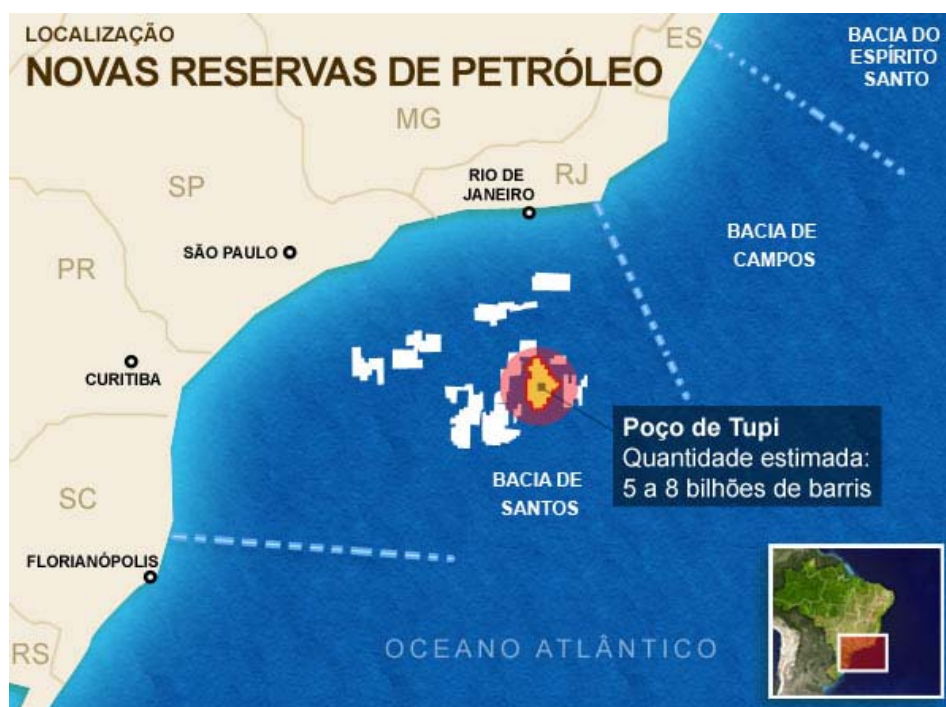 LOCALIZAÇÃO
NOVAS RESERVAS DE PETRÓLEO
ES
BACIA DO
ESPÍRITO
SANTO
MG
RIO DE
JANEIRO
RJ
SP
SÃO PAULO
BACIA DE
CAMPOS
PR
CURITIBA
Poço de Tupi
Quantidade estimada:
5 a 8 bilhões de barris
BACIA DE
SANTOS
SC
FLORIANÓPOLIS
OCEANO ATLÂNTICO
RS